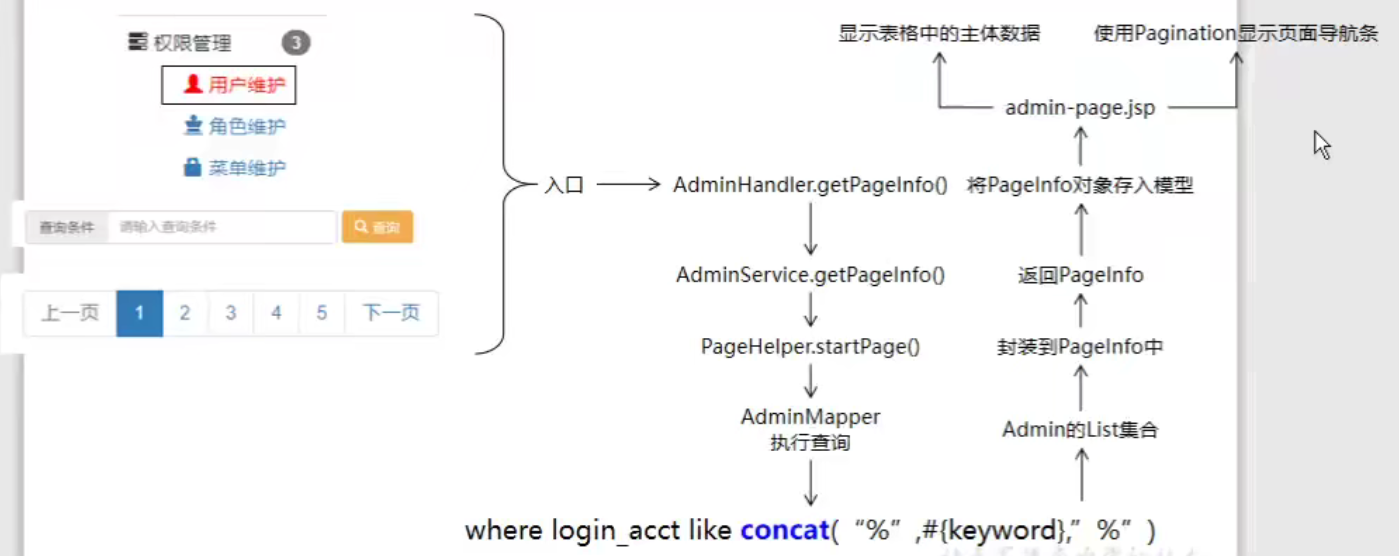 权限管理 3
用户维护
角色维护
菜单维护
查询条件 请输入查询条件 查询
上一页 1 2 3 4 5 下一页
入口
AdminHandler.getPageInfo()
AdminService.getPageInfo()
PageHelper.startPage()
AdminMapper
执行查询
where login_acct like concat(“%”,#{keyword},”%”)
Admin的List集合
封装到PageInfo中
返回PageInfo
将PageInfo对象存入模型
admin-page.jsp
显示表格中的主体数据
使用Pagination显示页面导航条